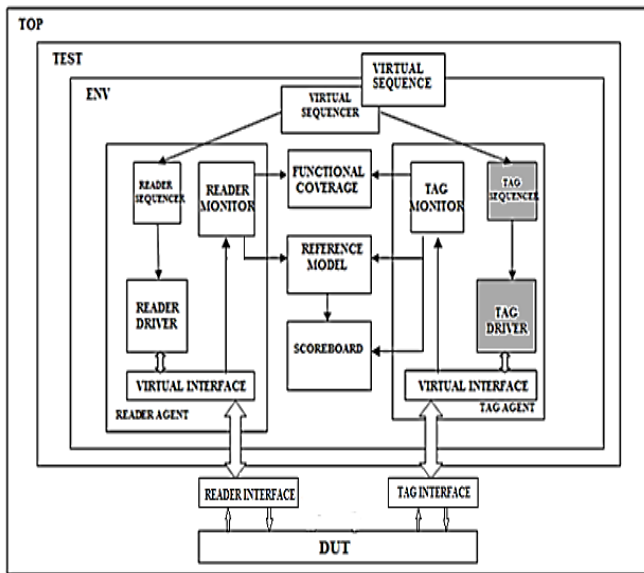 TOP
TEST
VIRTUAL
SEQUENCE
ENV
VIRTUAL
SEQUENCER
READER
SEQUENCER
READER
MONITOR
FUNCTIONAL
COVERAGE
TAG
MONITOR
TAG
SEQUENCER
REFERENCE
MODEL
READER
DRIVER
SCOREBOARD
TAG
DRIVER
VIRTUAL INTERFACE
VIRTUAL INTERFACE
READER AGENT
TAG AGENT
READER INTERFACE
TAG INTERFACE
DUT